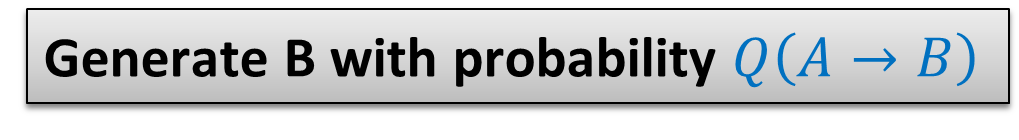 Generate B with probability Q(A → B)